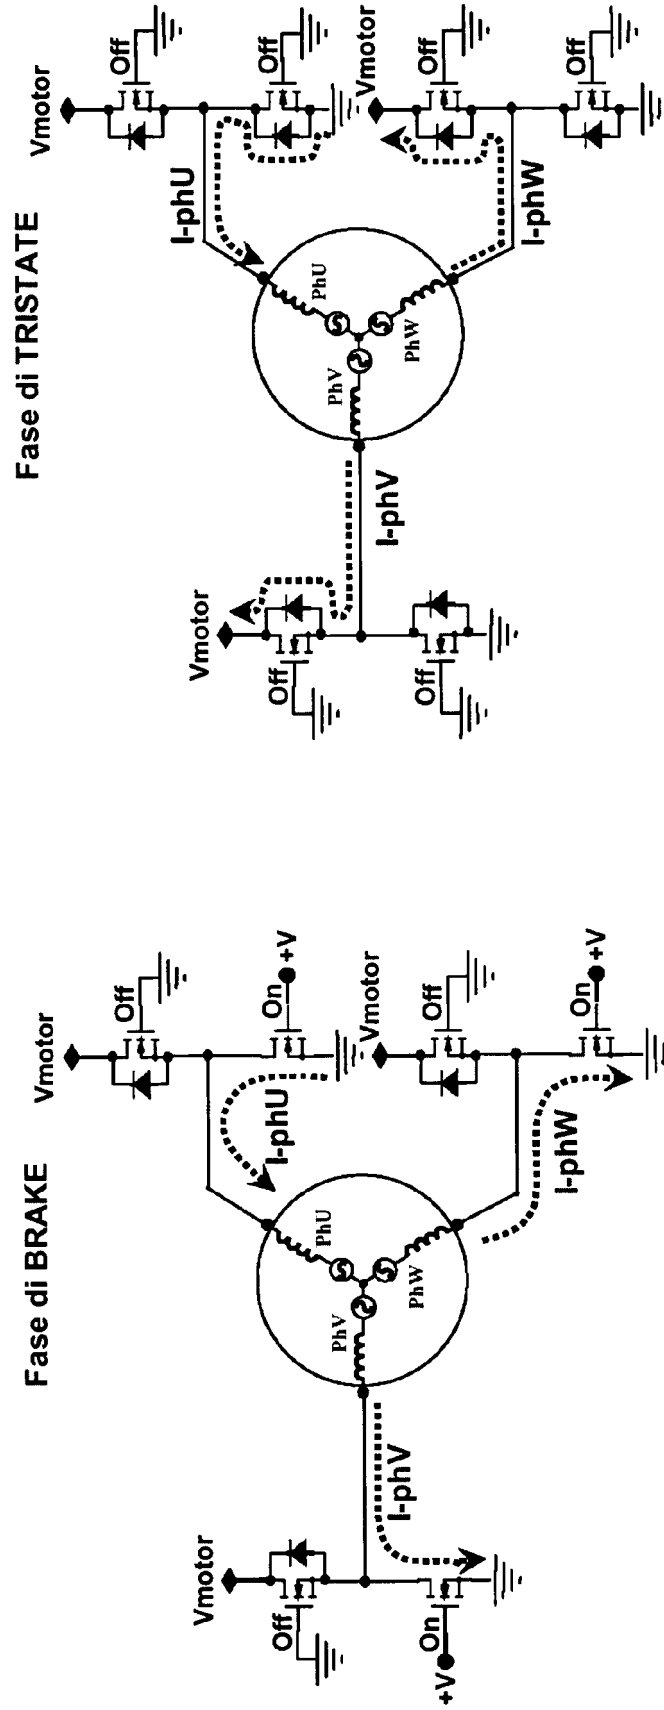 Fase di BRAKE
Vmotor
Off
On
+V
I-phV
PhV
PhU
PhW
Vmotor
Off
I-phU
On
+V
Vmotor
Off
I-phW
On
+V
Fase di TRISTATE
Vmotor
Off
Off
I-phV
PhV
PhU
PhW
Vmotor
Off
I-phU
Off
Vmotor
Off
I-phW
Off